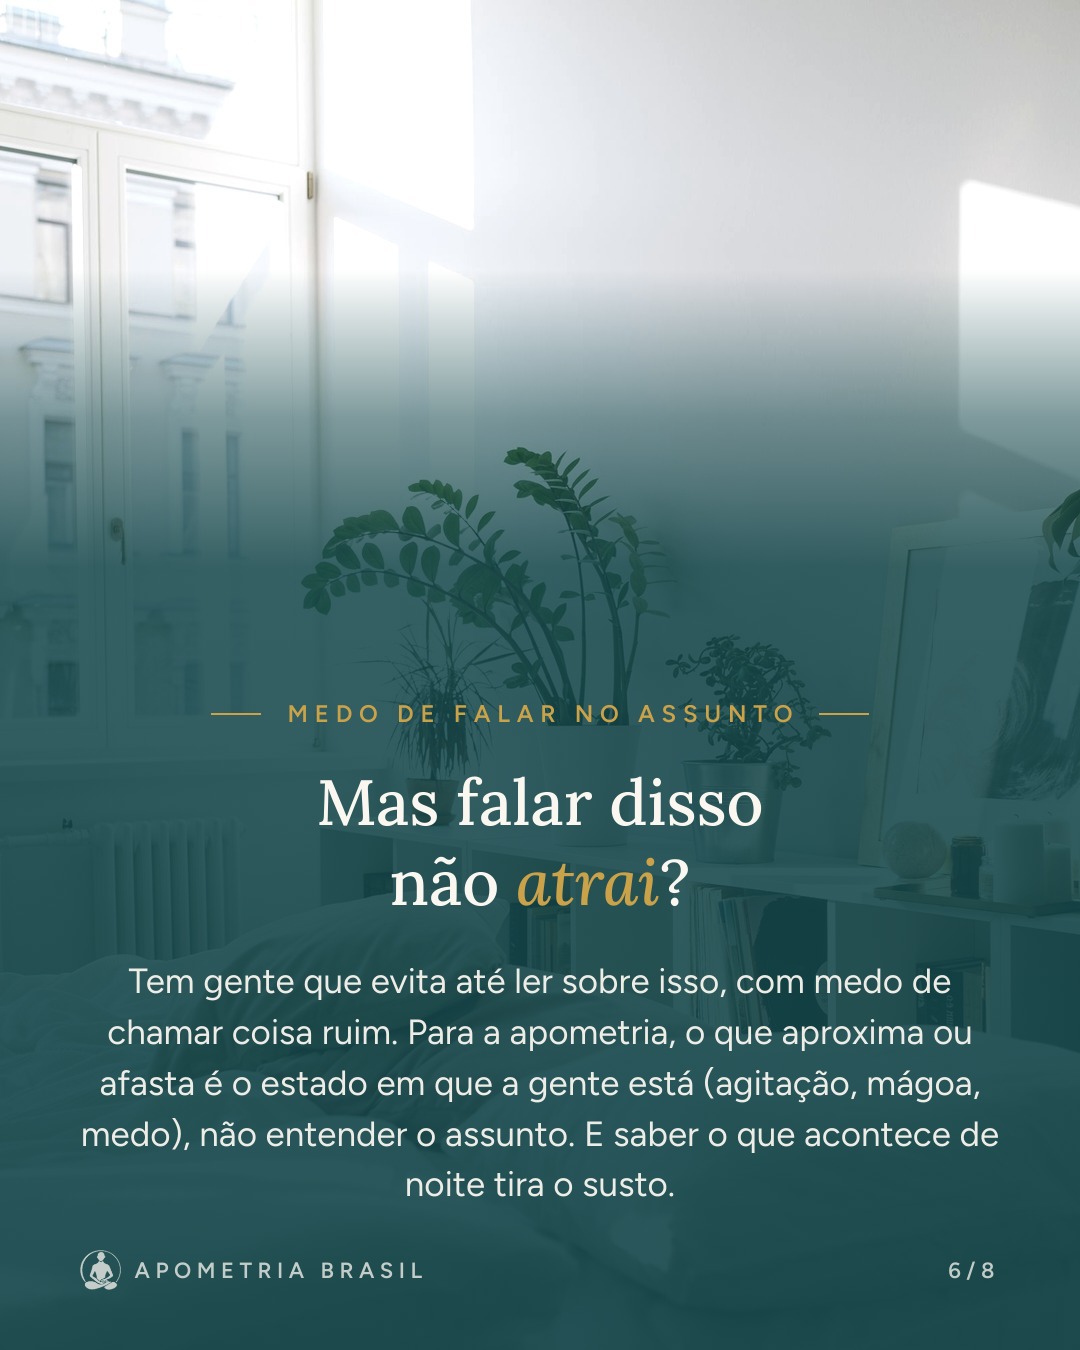 MEDO DE FALAR NO ASSUNTO
Mas falar disso
não atrai?
Tem gente que evita até ler sobre isso, com medo de
chamar coisa ruim. Para a apometria, o que aproxima ou
afasta é o estado em que a gente está (agitação, mágoa,
medo), não entender o assunto. E saber o que acontece de
noite tira o susto.
APOMETRIA BRASIL
6/8